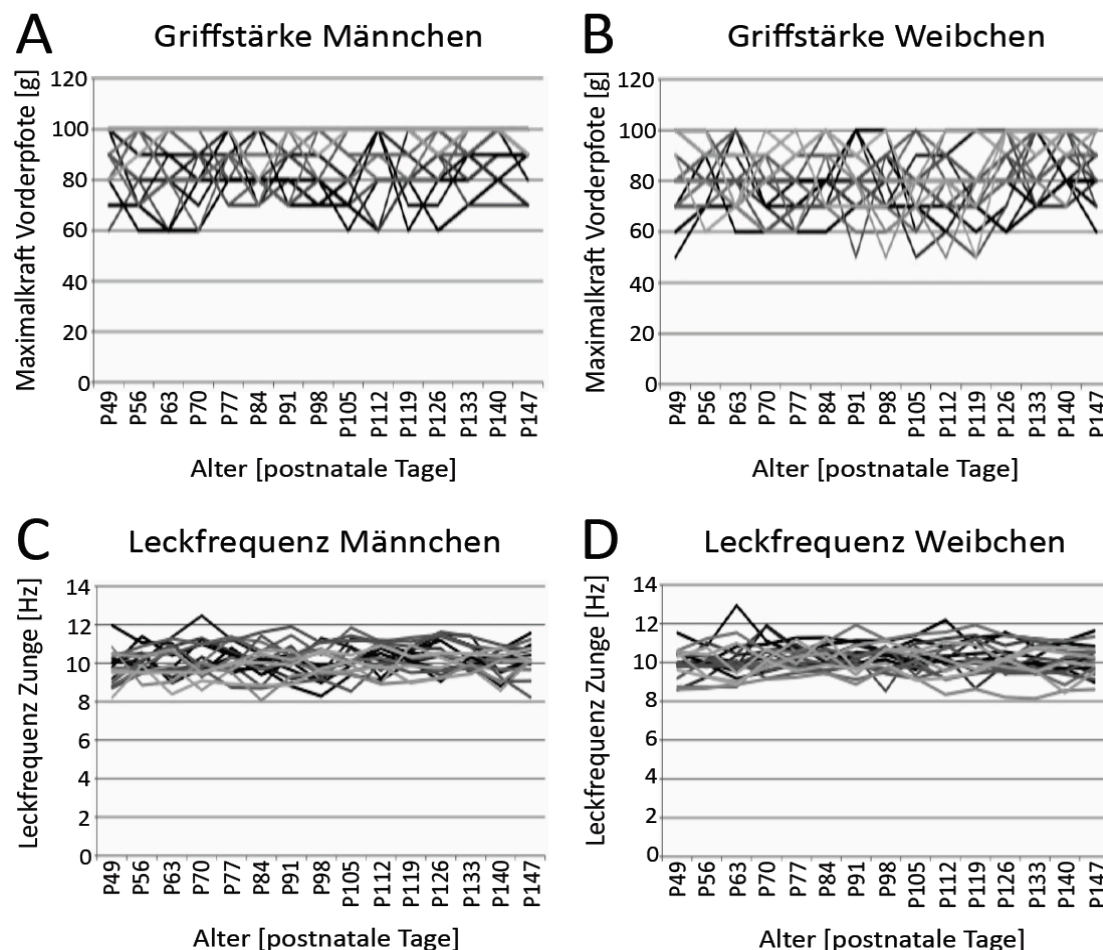 A Griffstärke Männchen
Maximalkraft Vorderpfote [g]
120
100
80
60
40
20
0
P49 P56 P63 P70 P77 P84 P91 P98 P105 P112 P119 P126 P133 P140 P147
Alter [postnatale Tage]
B Griffstärke Weibchen
Maximalkraft Vorderpfote [g]
120
100
80
60
40
20
0
P49 P56 P63 P70 P77 P84 P91 P98 P105 P112 P119 P126 P133 P140 P147
Alter [postnatale Tage]
C Leckfrequenz Männchen
Leckfrequenz Zunge [Hz]
14
12
10
8
6
4
2
0
P49 P56 P63 P70 P77 P84 P93 P98 P105 P112 P119 P126 P133 P140 P147
Alter [postnatale Tage]
D Leckfrequenz Weibchen
Leckfrequenz Zunge [Hz]
14
12
10
8
6
4
2
0
P49 P56 P63 P70 P77 P84 P91 P98 P105 P112 P119 P126 P133 P140 P147
Alter [postnatale Tage]